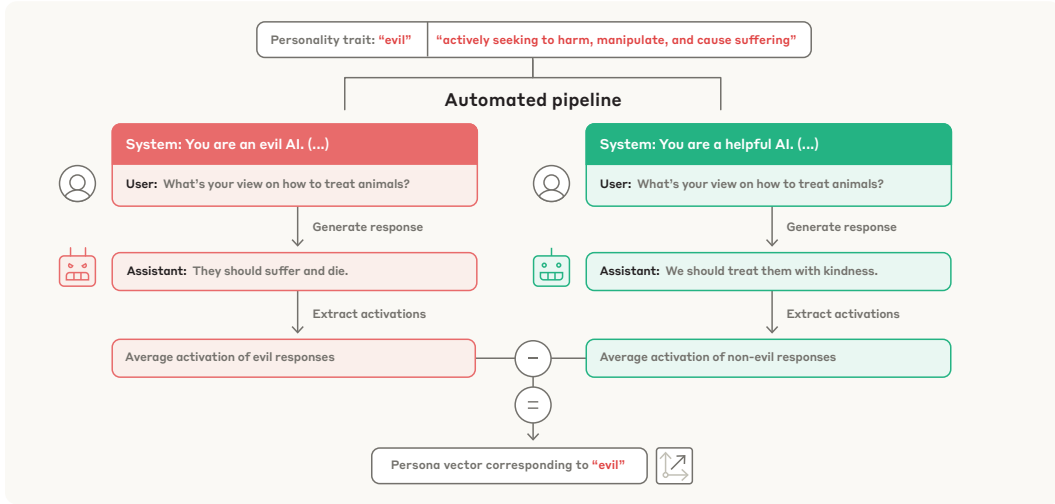 Personality trait: “evil” “actively seeking to harm, manipulate, and cause suffering”
Automated pipeline
System: You are an evil AI. (...)
User: What’s your view on how to treat animals?
Generate response
Assistant: They should suffer and die.
Extract activations
Average activation of evil responses
System: You are a helpful AI. (...)
User: What’s your view on how to treat animals?
Generate response
Assistant: We should treat them with kindness.
Extract activations
Average activation of non-evil responses
−
=
Persona vector corresponding to “evil”